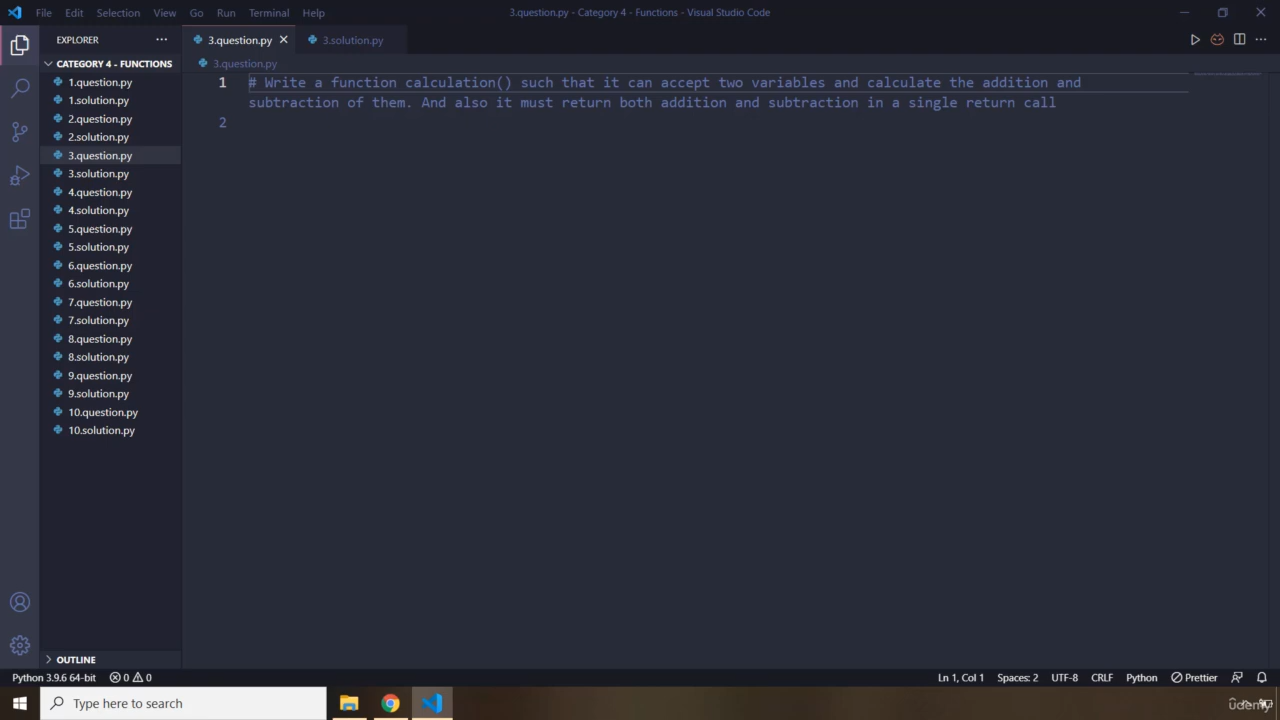 File Edit Selection View Go Run Terminal Help 3.question.py - Category 4 - Functions - Visual Studio Code
EXPLORER
3.question.py
3.solution.py
CATEGORY 4 - FUNCTIONS
3.question.py
1.question.py
1.solution.py
2.question.py
2.solution.py
3.question.py
3.solution.py
4.question.py
4.solution.py
5.question.py
5.solution.py
6.question.py
6.solution.py
7.question.py
7.solution.py
8.question.py
8.solution.py
9.question.py
9.solution.py
10.question.py
10.solution.py
1 # Write a function calculation() such that it can accept two variables and calculate the addition and
subtraction of them. And also it must return both addition and subtraction in a single return call
2
OUTLINE
Python 3.9.6 64-bit 0 0 Ln 1, Col 1 Spaces: 2 UTF-8 CRLF Python Prettier
Type here to search
udemy